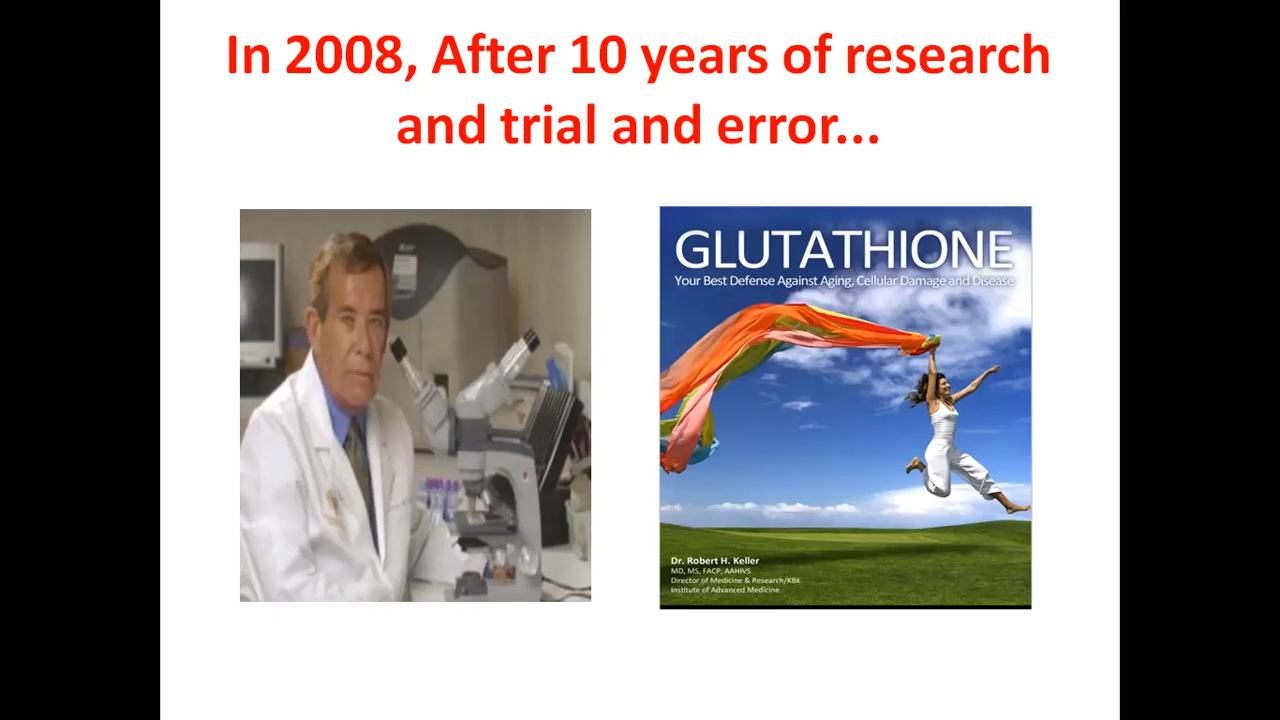 In 2008, After 10 years of research
and trial and error...
GLUTATHIONE
Your Best Defense Against Aging, Cellular Damage and Disease
Dr. Robert H. Keller
MD, MS, FACP, AAHIVS
Director of Medicine & Research/KBK
Institute of Advanced Medicine